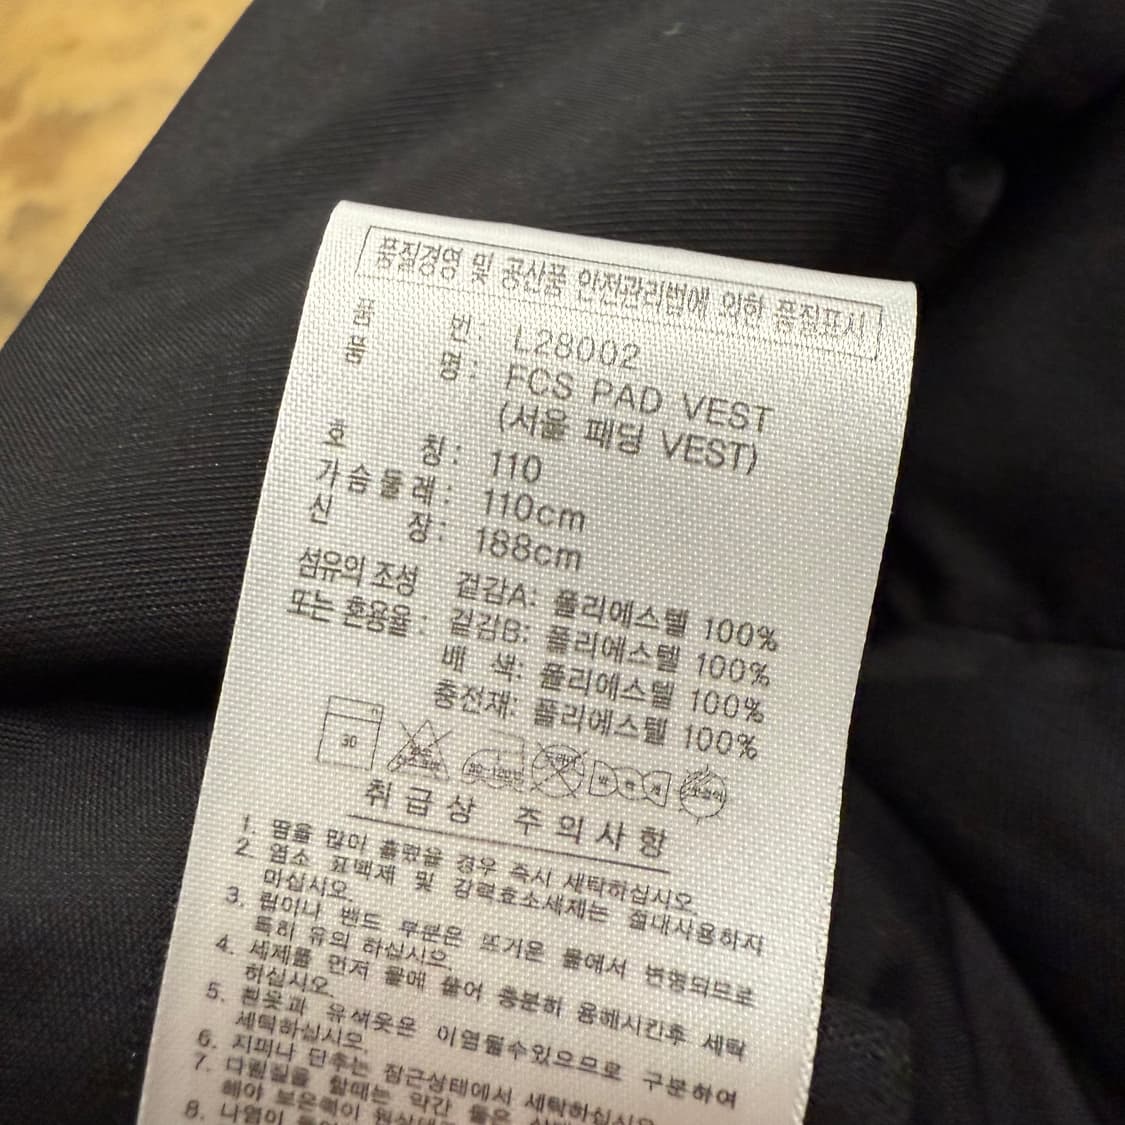 품질경영 및 공산품 안전관리법에 의한 품질표시
품 번: L28002
품 명: FCS PAD VEST
(서울 패딩 VEST)
호 칭: 110
가슴둘레: 110cm
신 장: 188cm
섬유의 조성 겉감A: 폴리에스텔 100%
또는 혼용율: 겉감B: 폴리에스텔 100%
배 색: 폴리에스텔 100%
충전재: 폴리에스텔 100%
30
취급상 주의사항
1. 땀을 많이 흘렸을 경우 즉시 세탁하십시오.
2. 염소 표백제 및 강력효소세제는 절대사용하지
마십시오.
3. 립이나 밴드 부분은 뜨거운 물에서 변형되므로
특히 유의 하십시오.
4. 세제를 먼저 물에 풀어 충분히 용해시킨후 세탁
하십시오.
5. 흰옷과 유색옷은 이염될수있으므로 구분하여
세탁하십시오.
6. 지퍼나 단추는 잠근상태에서 세탁하십시오.
7. 다림질을 할때는 약간 물은
해야 보온력이
8. 나염이